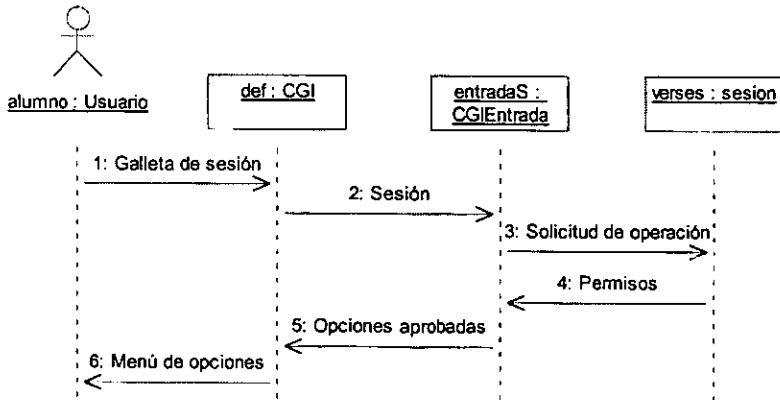 alumno : Usuario
def : CGI
entradaS :
CGIEntrada
verses : sesion
1: Galleta de sesión
2: Sesión
3: Solicitud de operación
4: Permisos
5: Opciones aprobadas
6: Menú de opciones